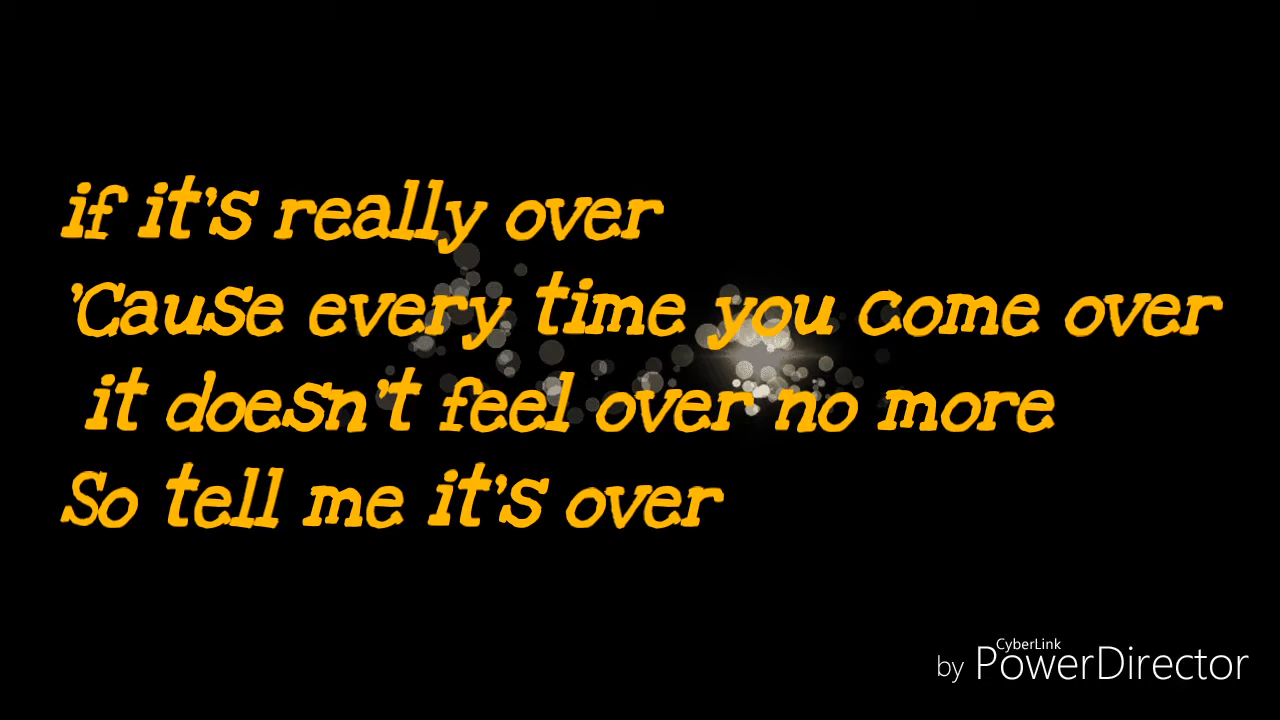 if it's really over
'Cause every time you come over
it doesn't feel over no more
So tell me it's over
CyberLink
by PowerDirector